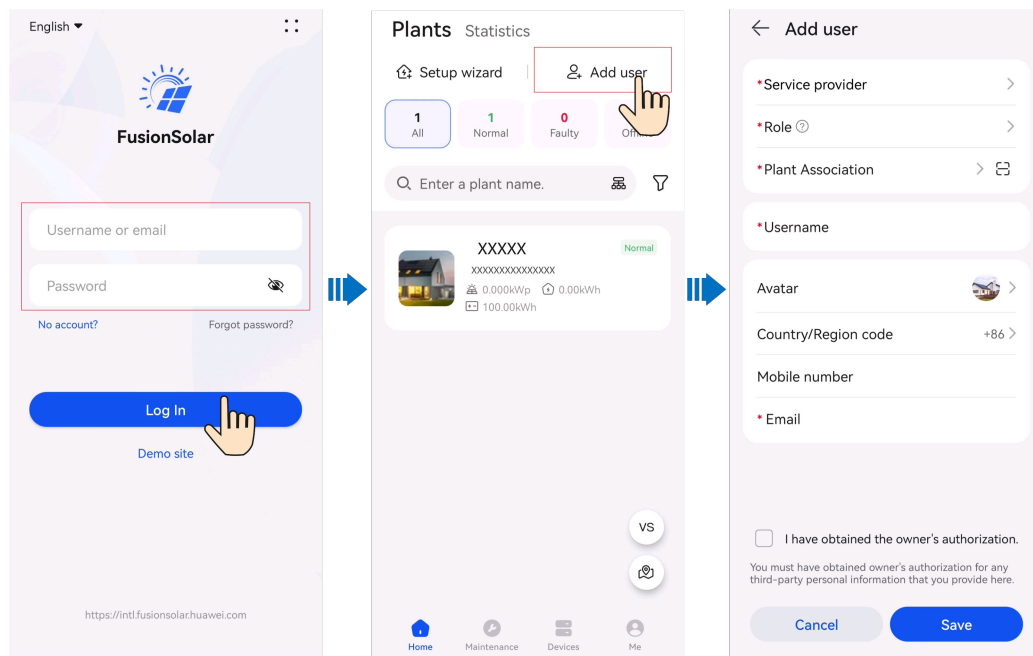 English
FusionSolar
Username or email
Password
No account? Forgot password?
Log In
Demo site
https://intl.fusionsolar.huawei.com
Plants Statistics
Setup wizard Add user
1 1 0
All Normal Faulty
Enter a plant name.
XXXXX Normal
XXXXXXXXXXXXXXX
0.000kWp 0.00kWh
100.00kWh
VS
Home Maintenance Devices Me
Add user
*Service provider
*Role ?
*Plant Association
*Username
Avatar
Country/Region code +86
Mobile number
* Email
I have obtained the owner's authorization.
You must have obtained owner's authorization for any
third-party personal information that you provide here.
Cancel Save